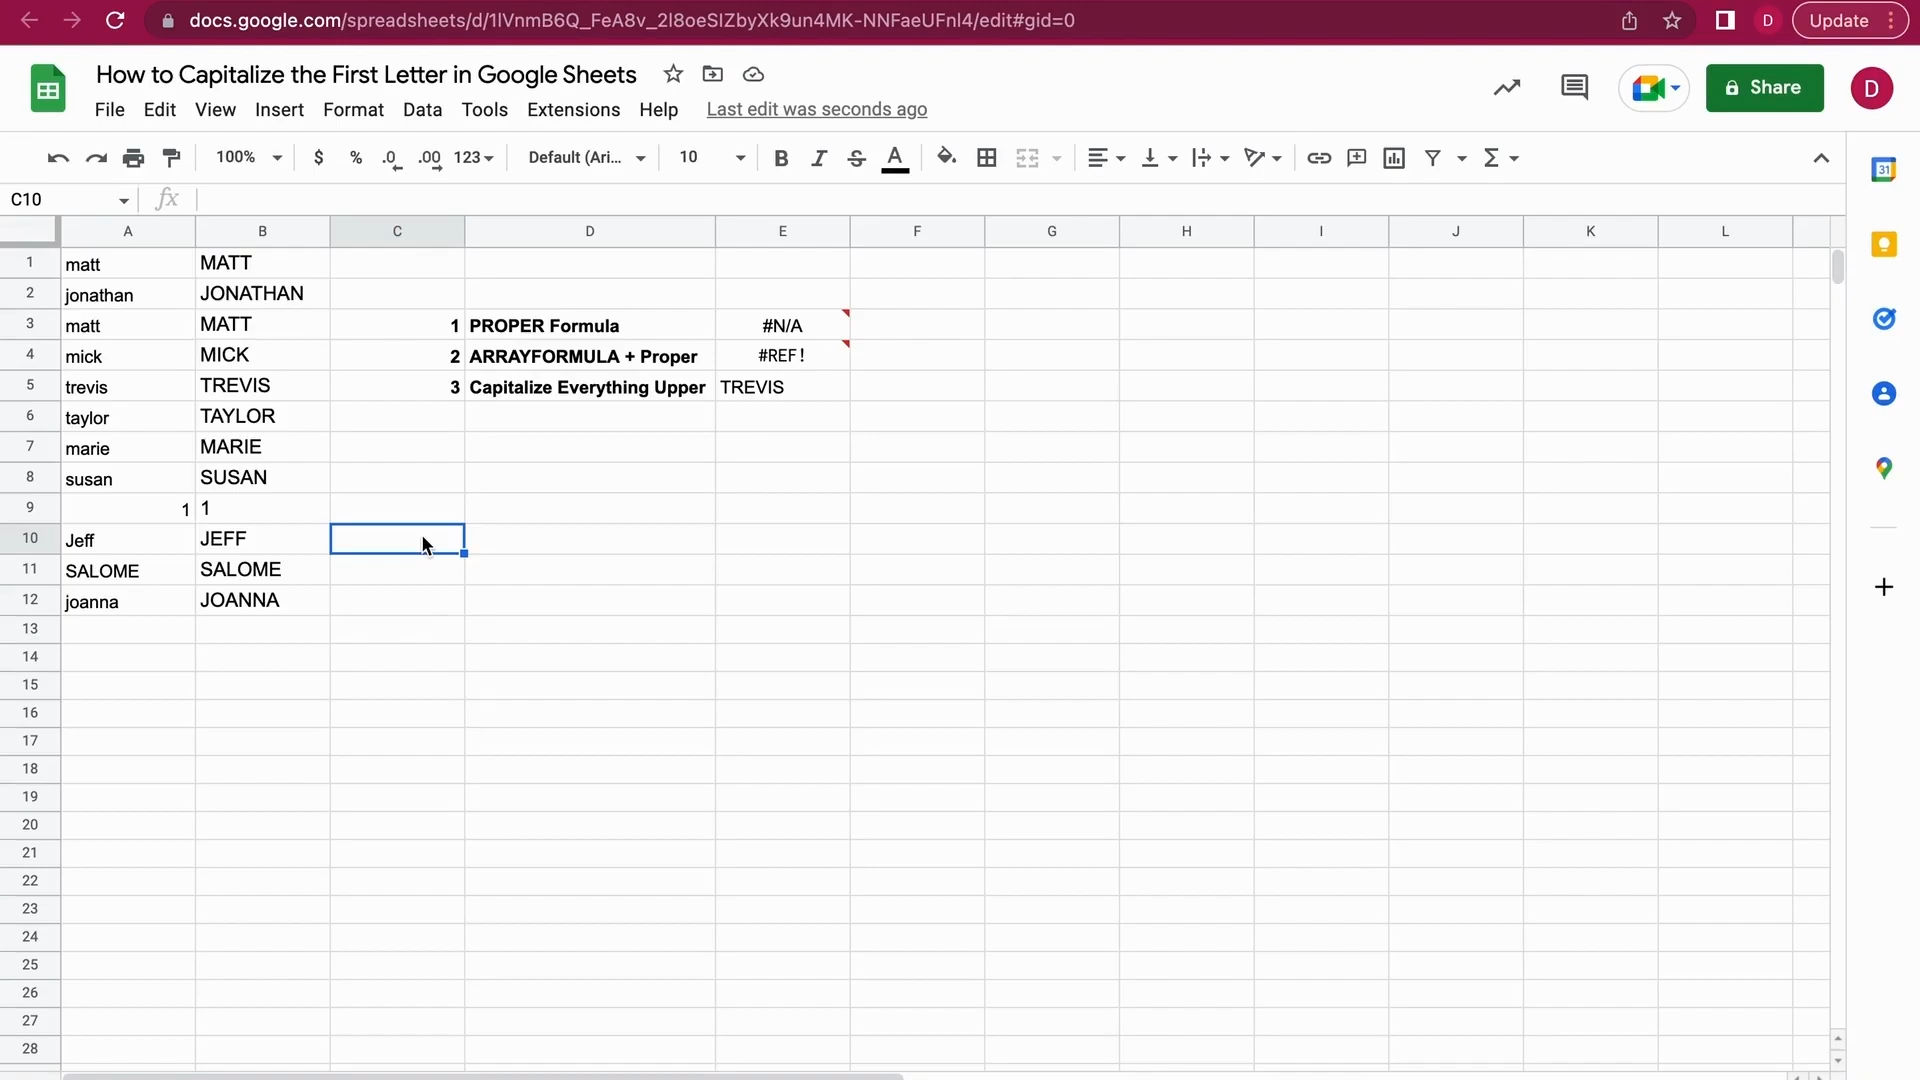 docs.google.com/spreadsheets/d/1lVnmB6Q_FeA8v_2l8oeSIZbyXk9un4MK-NNFaeUFnl4/edit#gid=0
D
Update
How to Capitalize the First Letter in Google Sheets
File Edit View Insert Format Data Tools Extensions Help Last edit was seconds ago
Share
D
100% $ % .0 .00 123 Default (Ari... 10 B I S A Σ
31
C10 fx
A B C D E F G H I J K L
1 matt MATT
2 jonathan JONATHAN
3 matt MATT 1 PROPER Formula #N/A
4 mick MICK 2 ARRAYFORMULA + Proper #REF!
5 trevis TREVIS 3 Capitalize Everything Upper TREVIS
6 taylor TAYLOR
7 marie MARIE
8 susan SUSAN
9 1 1
10 Jeff JEFF
11 SALOME SALOME
12 joanna JOANNA
13
14
15
16
17
18
19
20
21
22
23
24
25
26
27
28